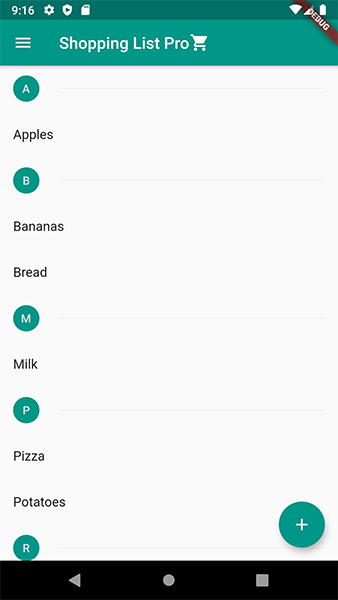 9:16
DEBUG
Shopping List Pro
A
Apples
B
Bananas
Bread
M
Milk
P
Pizza
Potatoes
R